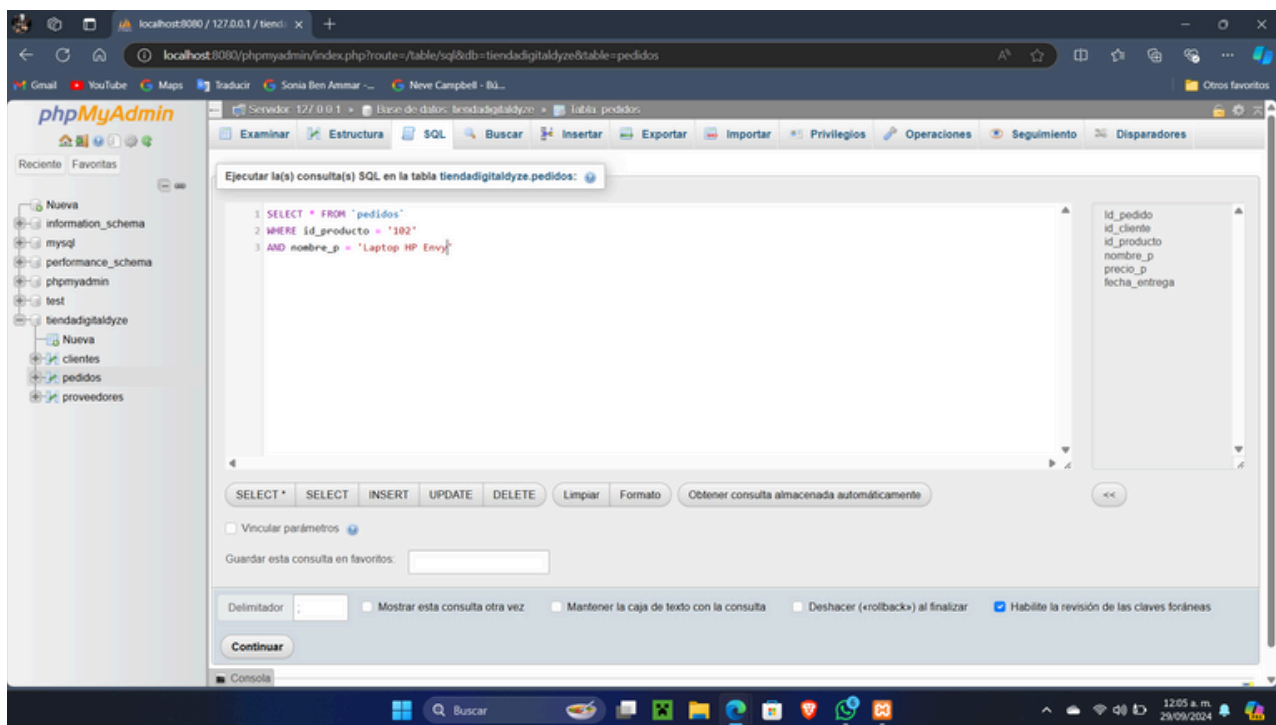 localhost:8080 / 127.0.0.1 / tiend
localhost:8080/phpmyadmin/index.php?route=/table/sql&db=tiendadigitaldyze&table=pedidos
Gmail YouTube Maps Traducir Sonia Ben Ammar -... Neve Campbell - Bú... Otros favoritos
phpMyAdmin
Reciente Favoritas
Nueva
information_schema
mysql
performance_schema
phpmyadmin
test
tiendadigitaldyze
Nueva
clientes
pedidos
proveedores
Servidor: 127.0.0.1 » Base de datos: tiendadigitaldyze » Tabla: pedidos
Examinar Estructura SQL Buscar Insertar Exportar Importar Privilegios Operaciones Seguimiento Disparadores
Ejecutar la(s) consulta(s) SQL en la tabla tiendadigitaldyze.pedidos:
1 SELECT * FROM `pedidos`
2 WHERE id_producto = '102'
3 AND nombre_p = 'Laptop HP Envy'
Id_pedido
id_cliente
id_producto
nombre_p
precio_p
fecha_entrega
SELECT * SELECT INSERT UPDATE DELETE Limpiar Formato Obtener consulta almacenada automáticamente <<
Vincular parámetros
Guardar esta consulta en favoritos:
Delimitador ; Mostrar esta consulta otra vez Mantener la caja de texto con la consulta Deshacer («rollback») al finalizar Habilite la revisión de las claves foráneas
Continuar
Consola
Buscar
12:05 a. m.
29/09/2024